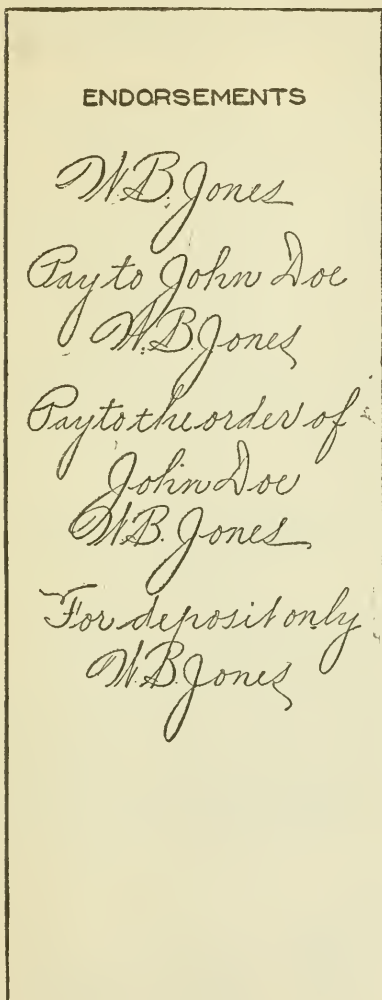 ENDORSEMENTS
W.B. Jones
Pay to John Doe
W.B. Jones
Pay to the order of
John Doe
W.B. Jones
For deposit only
W.B. Jones